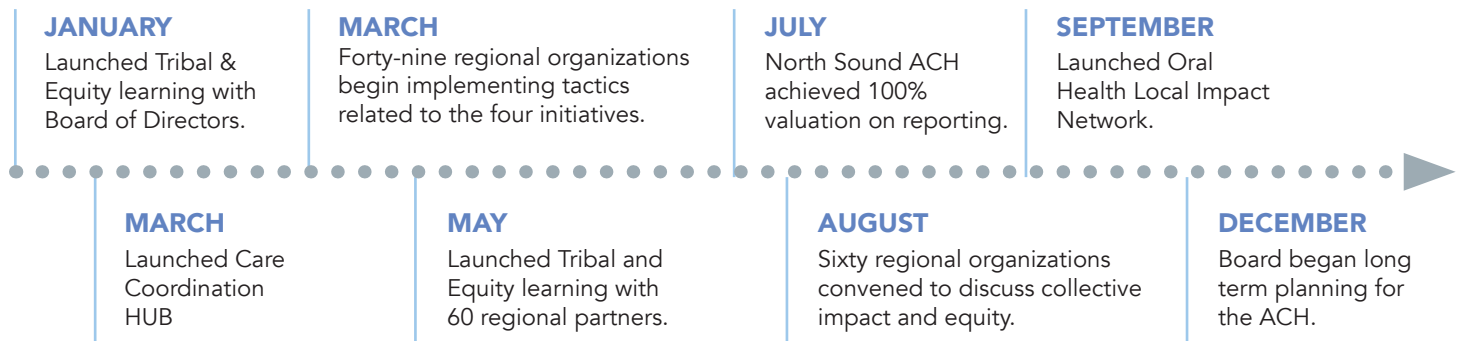 JANUARY
Launched Tribal &
Equity learning with
Board of Directors.
MARCH
Forty-nine regional organizations
begin implementing tactics
related to the four initiatives.
JULY
North Sound ACH
achieved 100%
valuation on reporting.
SEPTEMBER
Launched Oral
Health Local Impact
Network.
MARCH
Launched Care
Coordination
HUB
MAY
Launched Tribal and
Equity learning with
60 regional partners.
AUGUST
Sixty regional organizations
convened to discuss collective
impact and equity.
DECEMBER
Board began long
term planning for
the ACH.